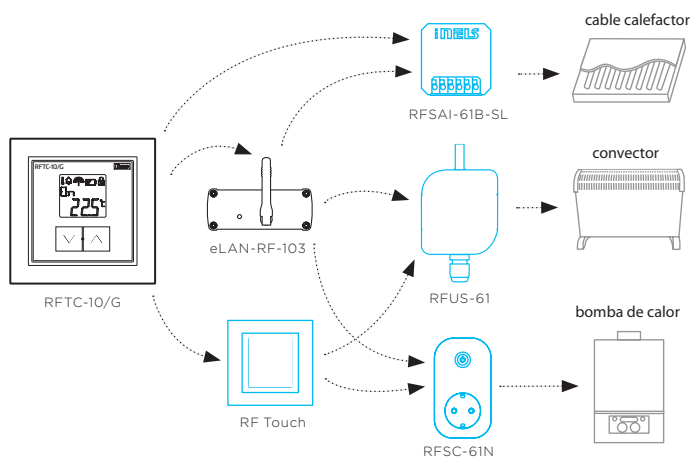 cable calefactor
iNELS
RFSAI-61B-SL
RFTC-10/G
On
22.5°C
convector
eLAN-RF-103
RFUS-61
RFTC-10/G
bomba de calor
RF Touch
RFSC-61N